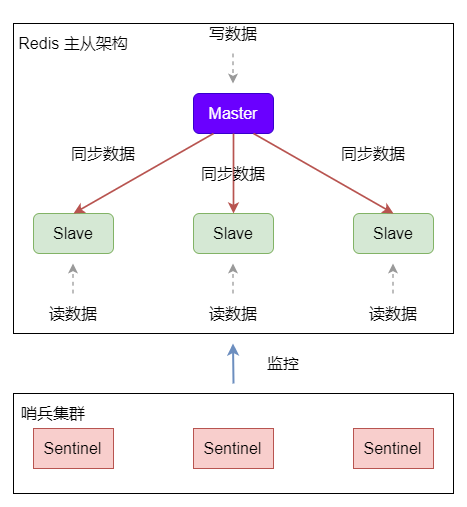 写数据
Redis 主从架构
Master
同步数据
同步数据
同步数据
Slave
Slave
Slave
读数据
读数据
读数据
监控
哨兵集群
Sentinel
Sentinel
Sentinel